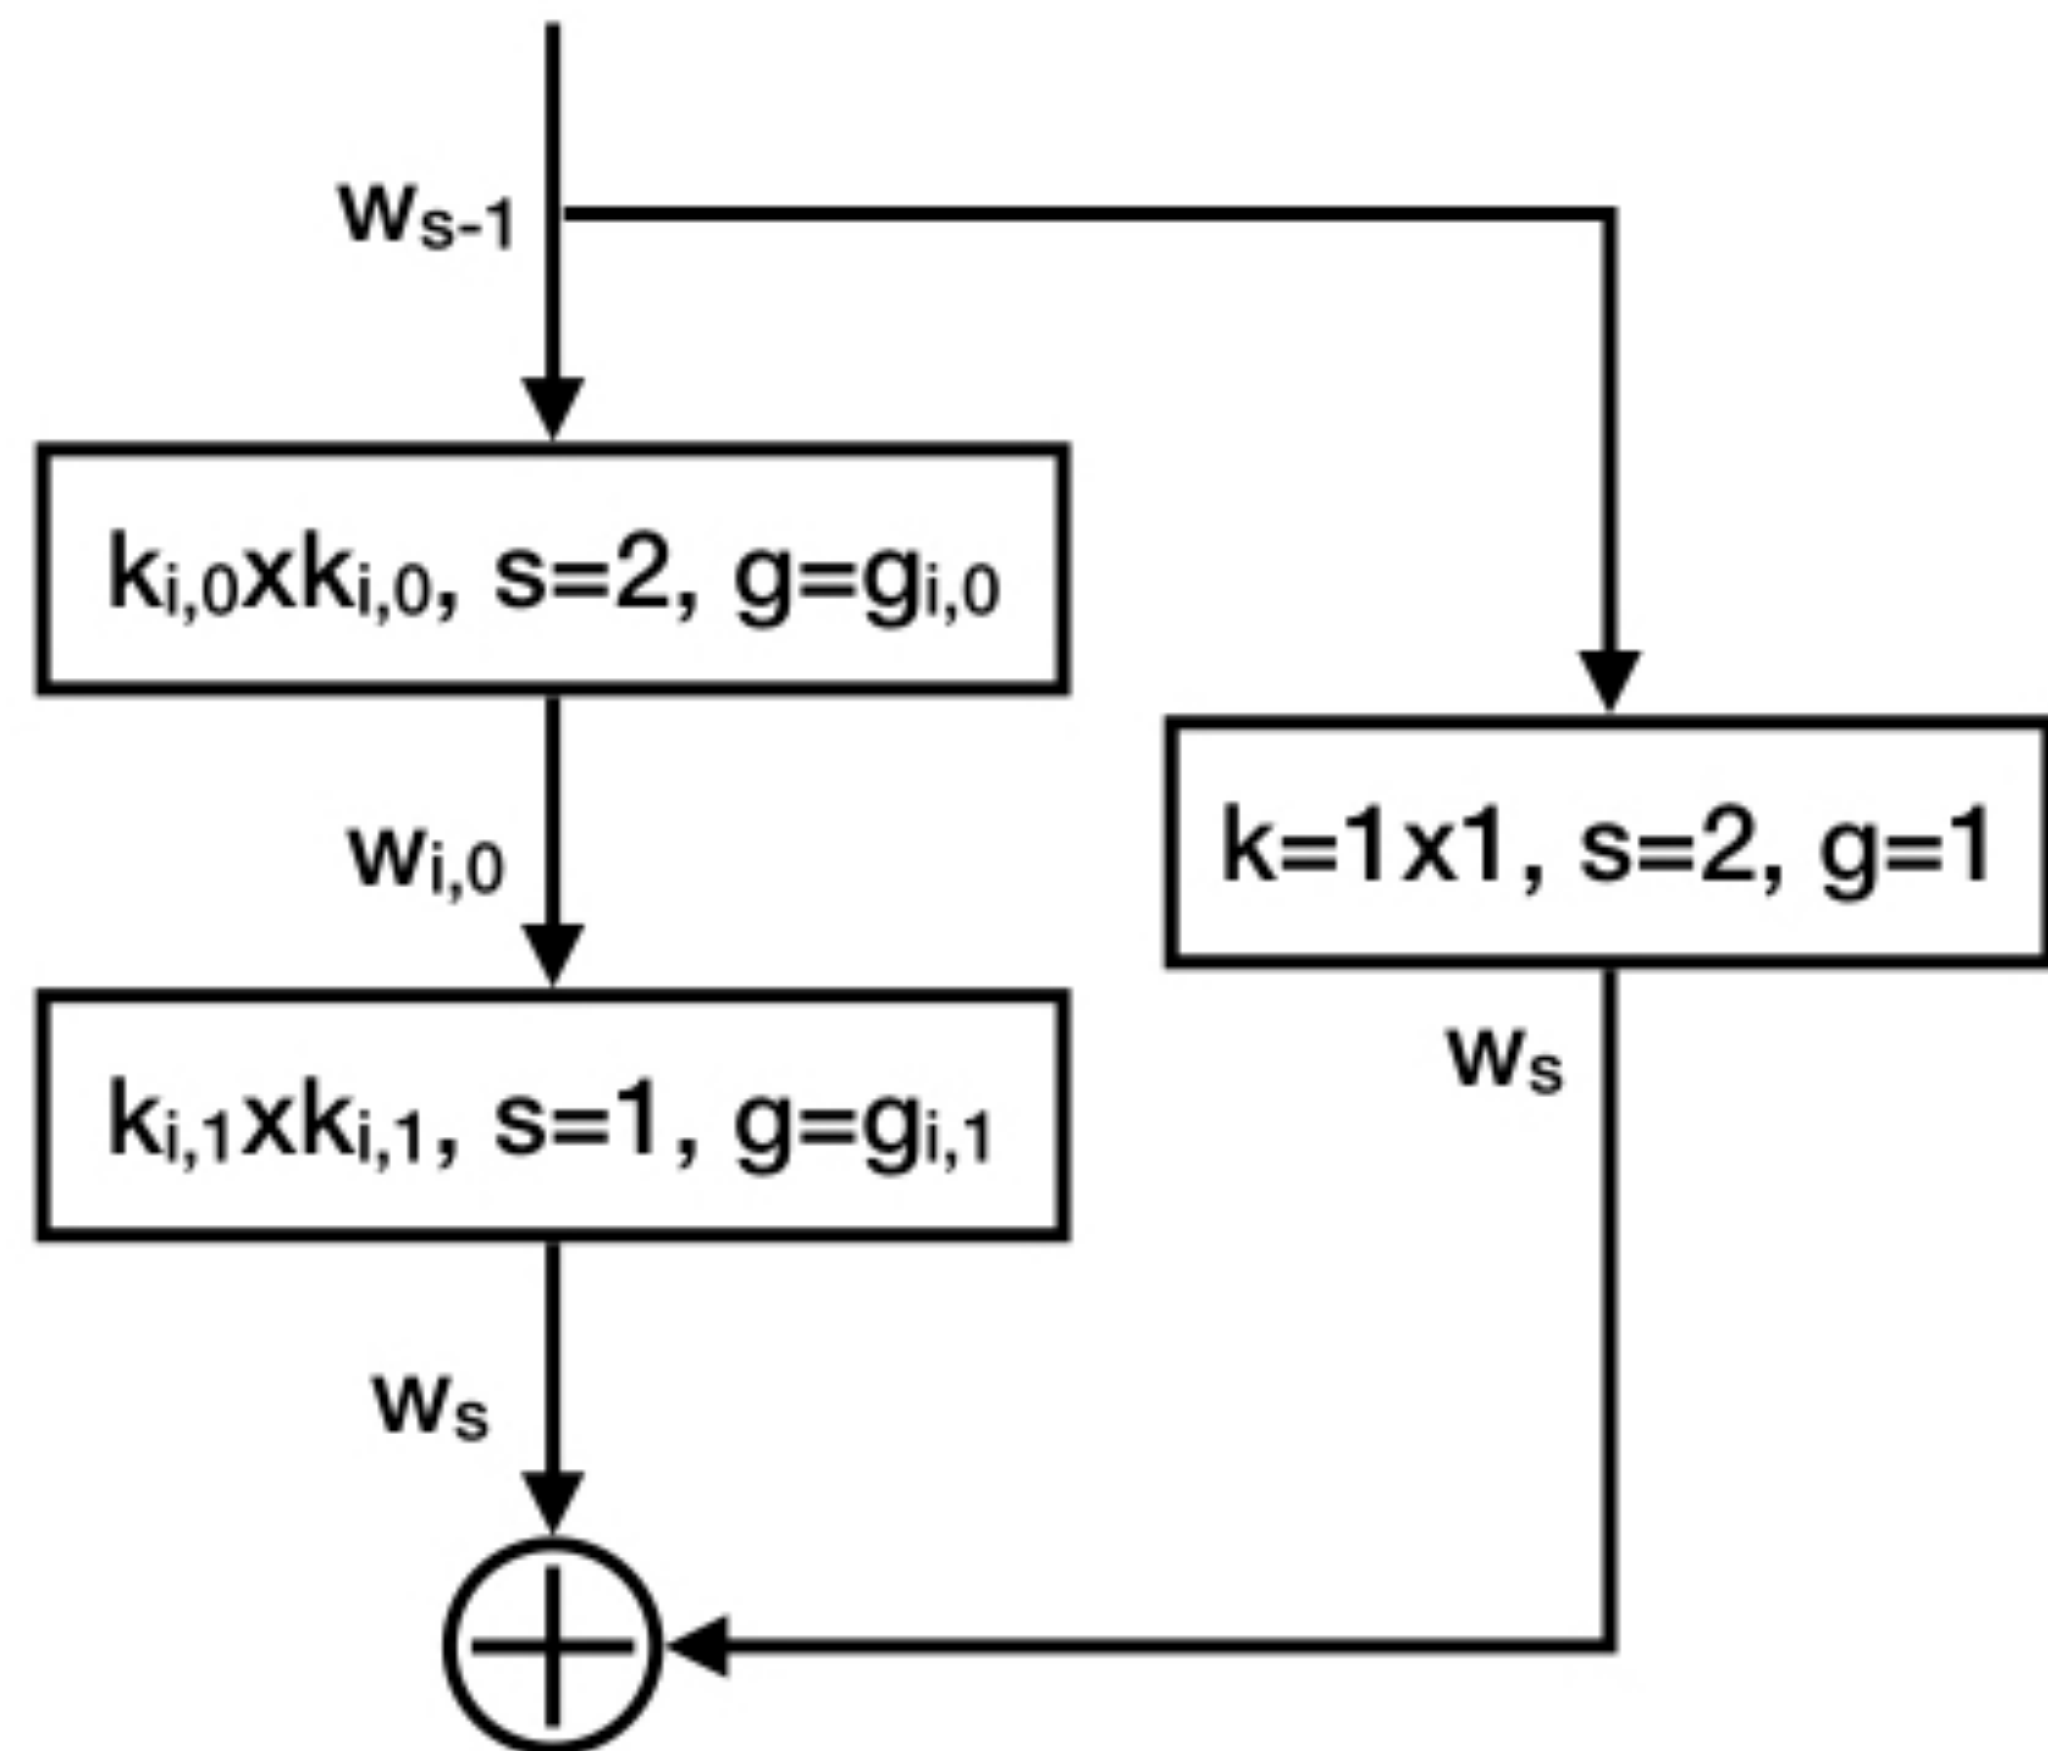 Ws-1
ki,0xki,0, s=2, g=gi,0
wi,0
k=1x1, s=2, g=1
ki,1xki,1, s=1, g=gi,1
ws
ws